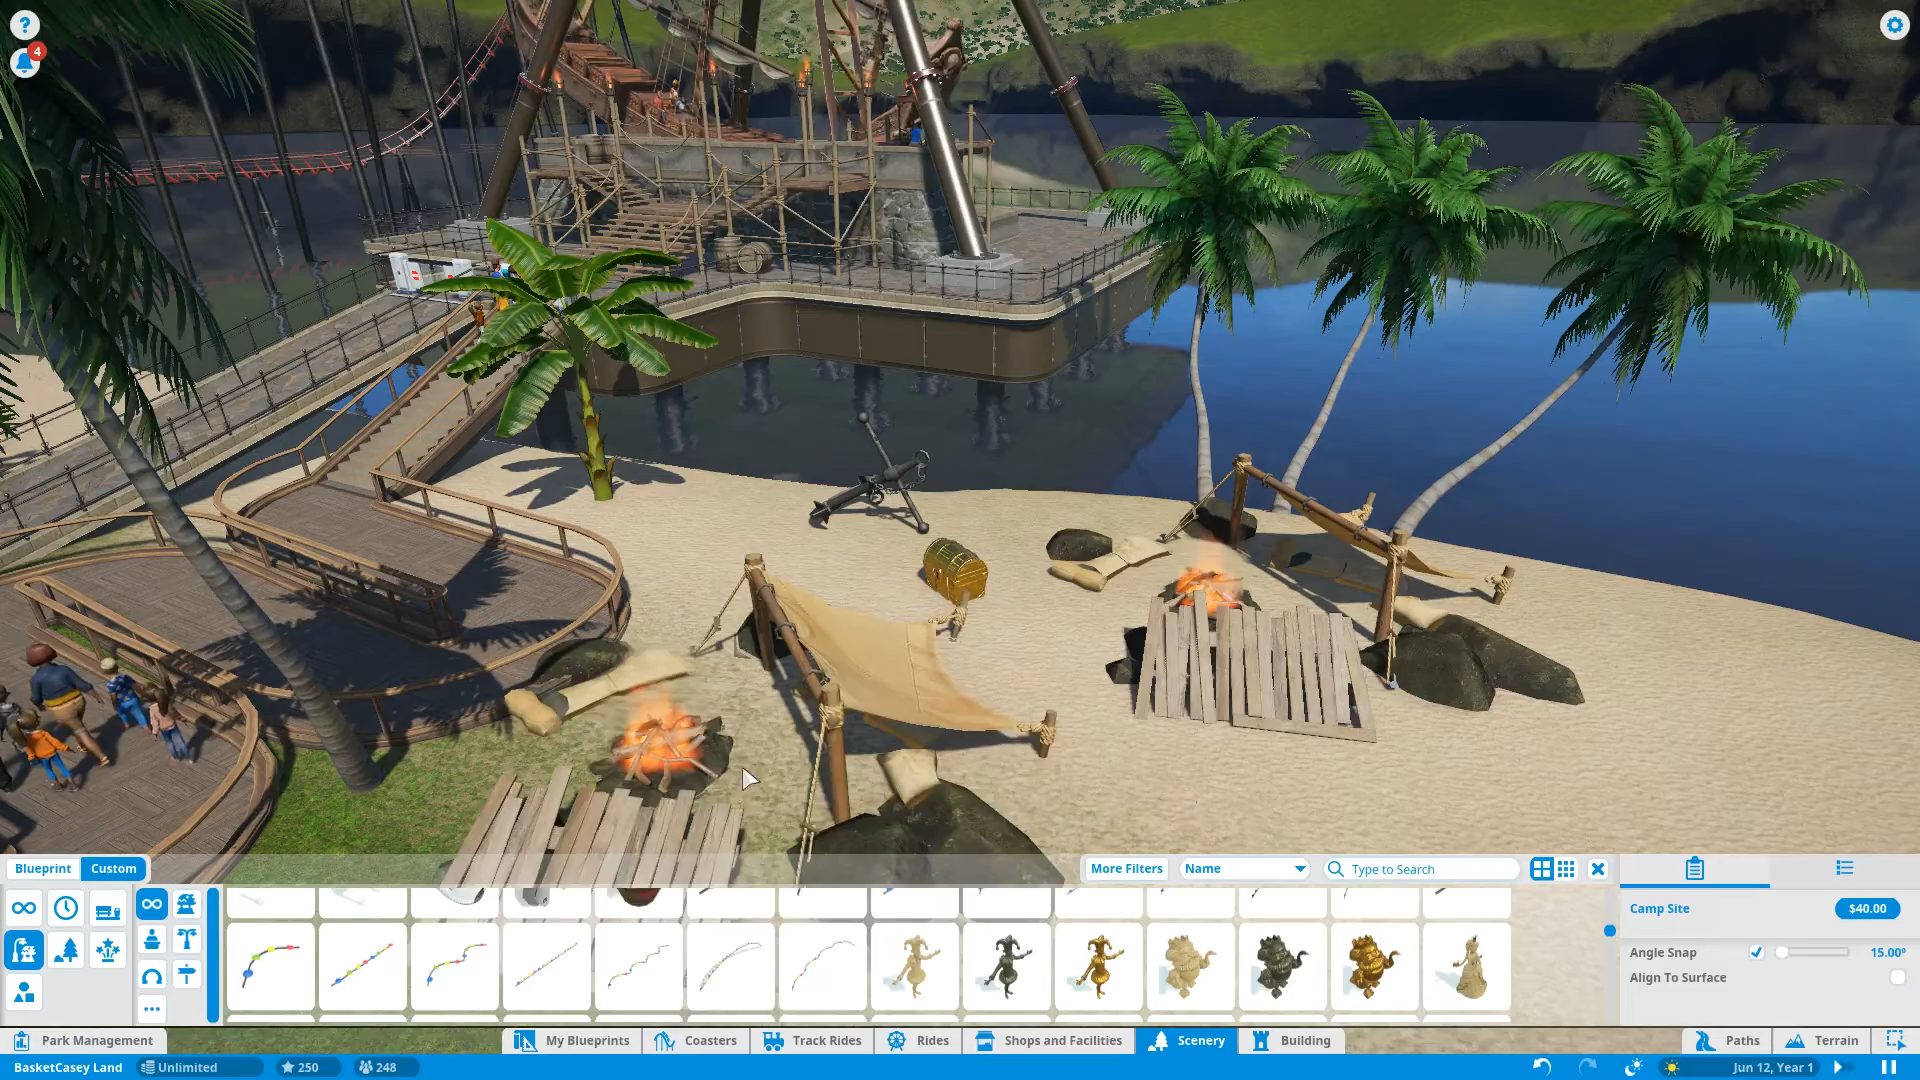 ?
4
Blueprint
Custom
More Filters
Name
Type to Search
Camp Site
$40.00
Angle Snap
15.00°
Align To Surface
Park Management
My Blueprints
Coasters
Track Rides
Rides
Shops and Facilities
Scenery
Building
Paths
Terrain
BasketCasey Land
Unlimited
250
248
Jun 12, Year 1